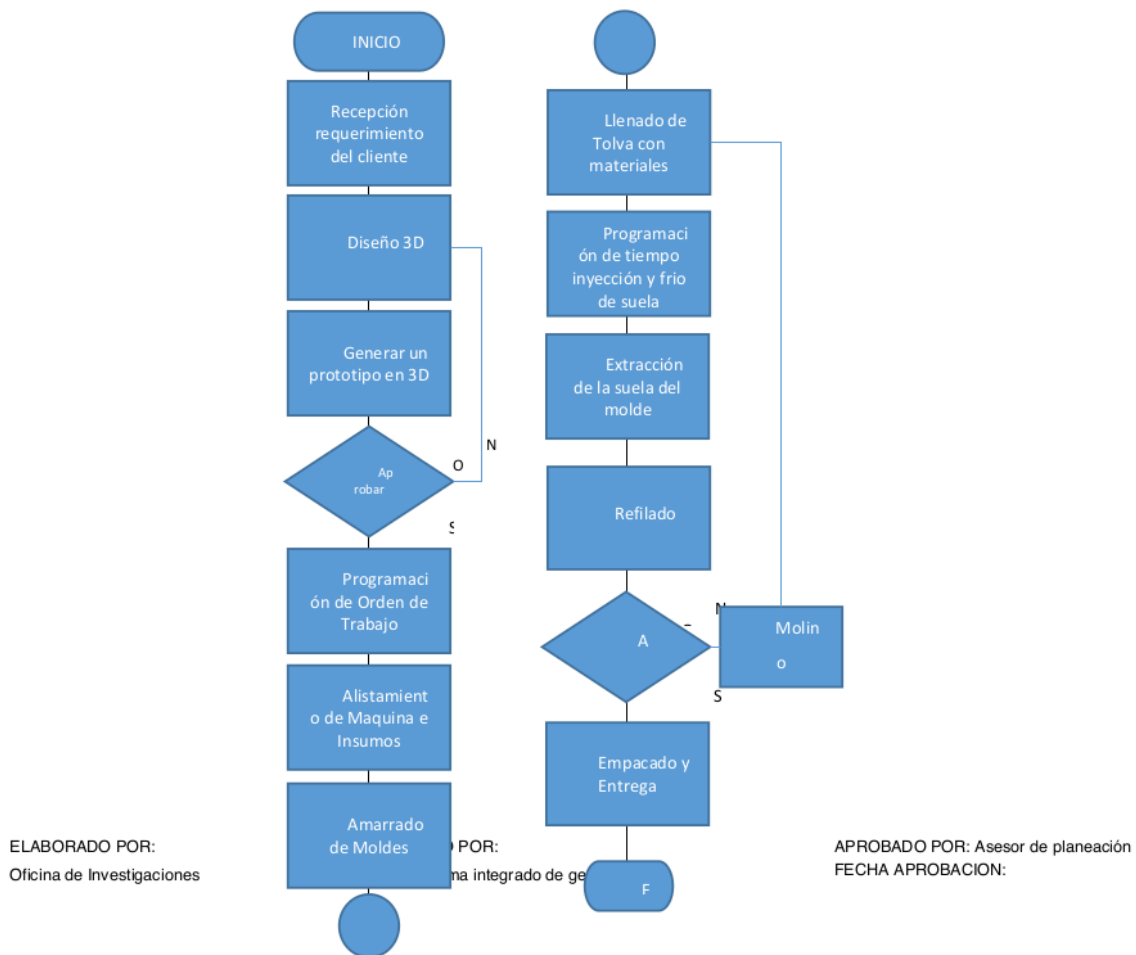 INICIO
Recepción
requerimiento
del cliente
Diseño 3D
Generar un
prototipo en 3D
N
O
Ap
robar
S
Programaci
ón de Orden de
Trabajo
Alistamient
o de Maquina e
Insumos
Amarrado
de Moldes
Llenado de
Tolva con
materiales
Programaci
ón de tiempo
inyección y frio
de suela
Extracción
de la suela del
molde
Refilado
N
A
Molin
o
S
Empacado y
Entrega
F
ELABORADO POR:
Oficina de Investigaciones
POR:
integrado de
APROBADO POR: Asesor de planeación
FECHA APROBACION: